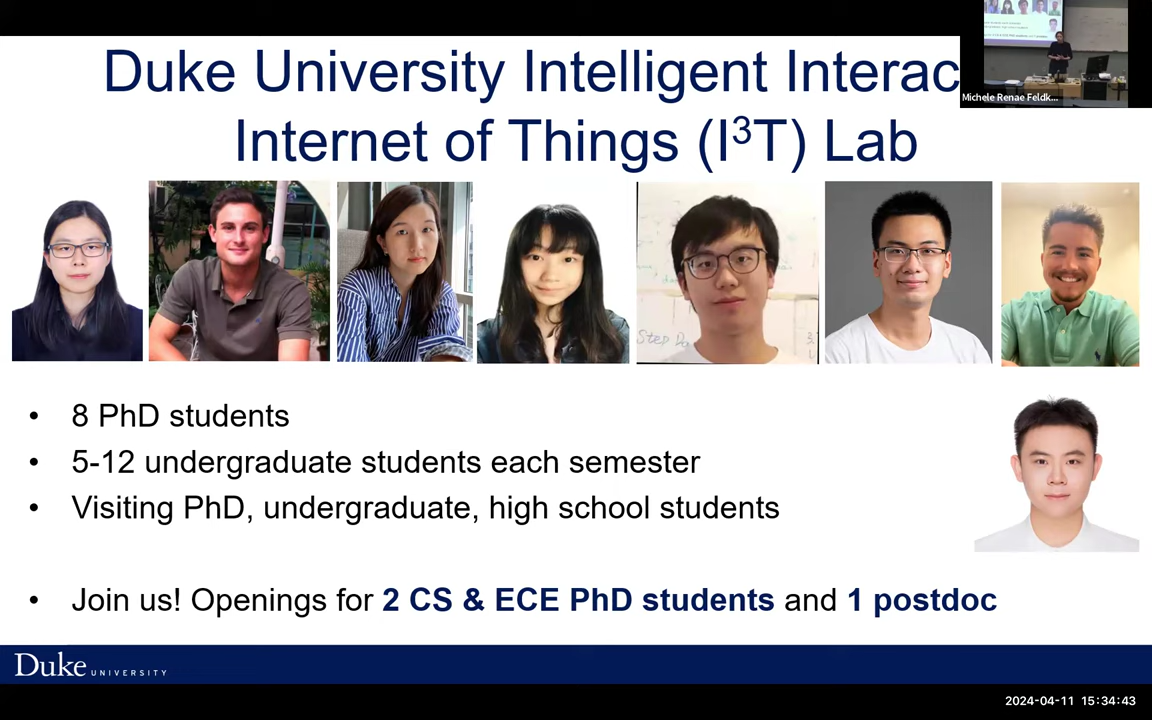 Duke University Intelligent Interac
Internet of Things (I³T) Lab
Michele Renae Feldk...
Step
• 8 PhD students
• 5-12 undergraduate students each semester
• Visiting PhD, undergraduate, high school students
• Join us! Openings for 2 CS & ECE PhD students and 1 postdoc
Duke UNIVERSITY
2024-04-11 15:34:43